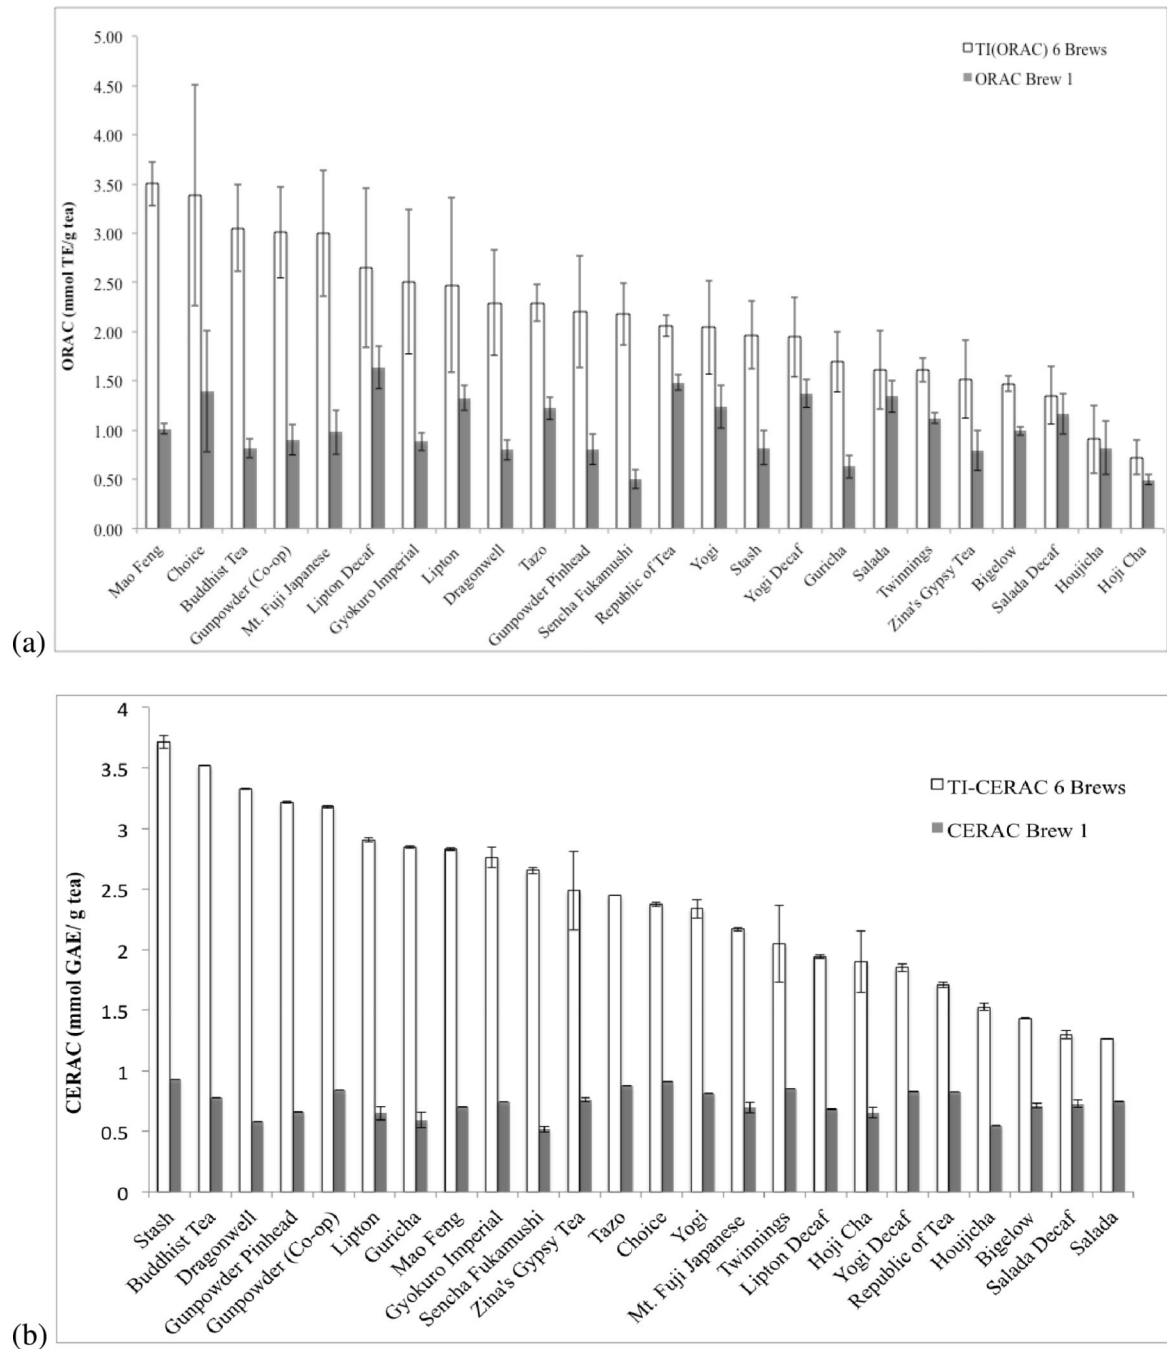 5.00
4.50
4.00
3.50
3.00
2.50
2.00
1.50
1.00
0.50
0.00
ORAC (mmol TE/g tea)
TI(ORAC) 6 Brews
ORAC Brew 1
Mao Feng
Choice
Buddhist Tea
Gunpowder (Co-op)
Mt. Fuji Japanese
Lipton Decaf
Gyokuro Imperial
Lipton
Dragonwell
Tazo
Gunpowder Pinhead
Sencha Fukamushi
Republic of Tea
Yogi
Stash
Yogi Decaf
Guricha
Salada
Twinnings
Zina's Gypsy Tea
Bigelow
Salada Decaf
Houjicha
Hoji Cha
(a)
4
3.5
3
2.5
2
1.5
1
0.5
0
CERAC (mmol GAE/ g tea)
TI-CERAC 6 Brews
CERAC Brew 1
Stash
Buddhist Tea
Dragonwell
Gunpowder Pinhead
Gunpowder (Co-op)
Lipton
Guricha
Mao Feng
Gyokuro Imperial
Sencha Fukamushi
Zina's Gypsy Tea
Tazo
Choice
Yogi
Mt. Fuji Japanese
Twinnings
Lipton Decaf
Hoji Cha
Yogi Decaf
Republic of Tea
Houjicha
Bigelow
Salada Decaf
Salada
(b)